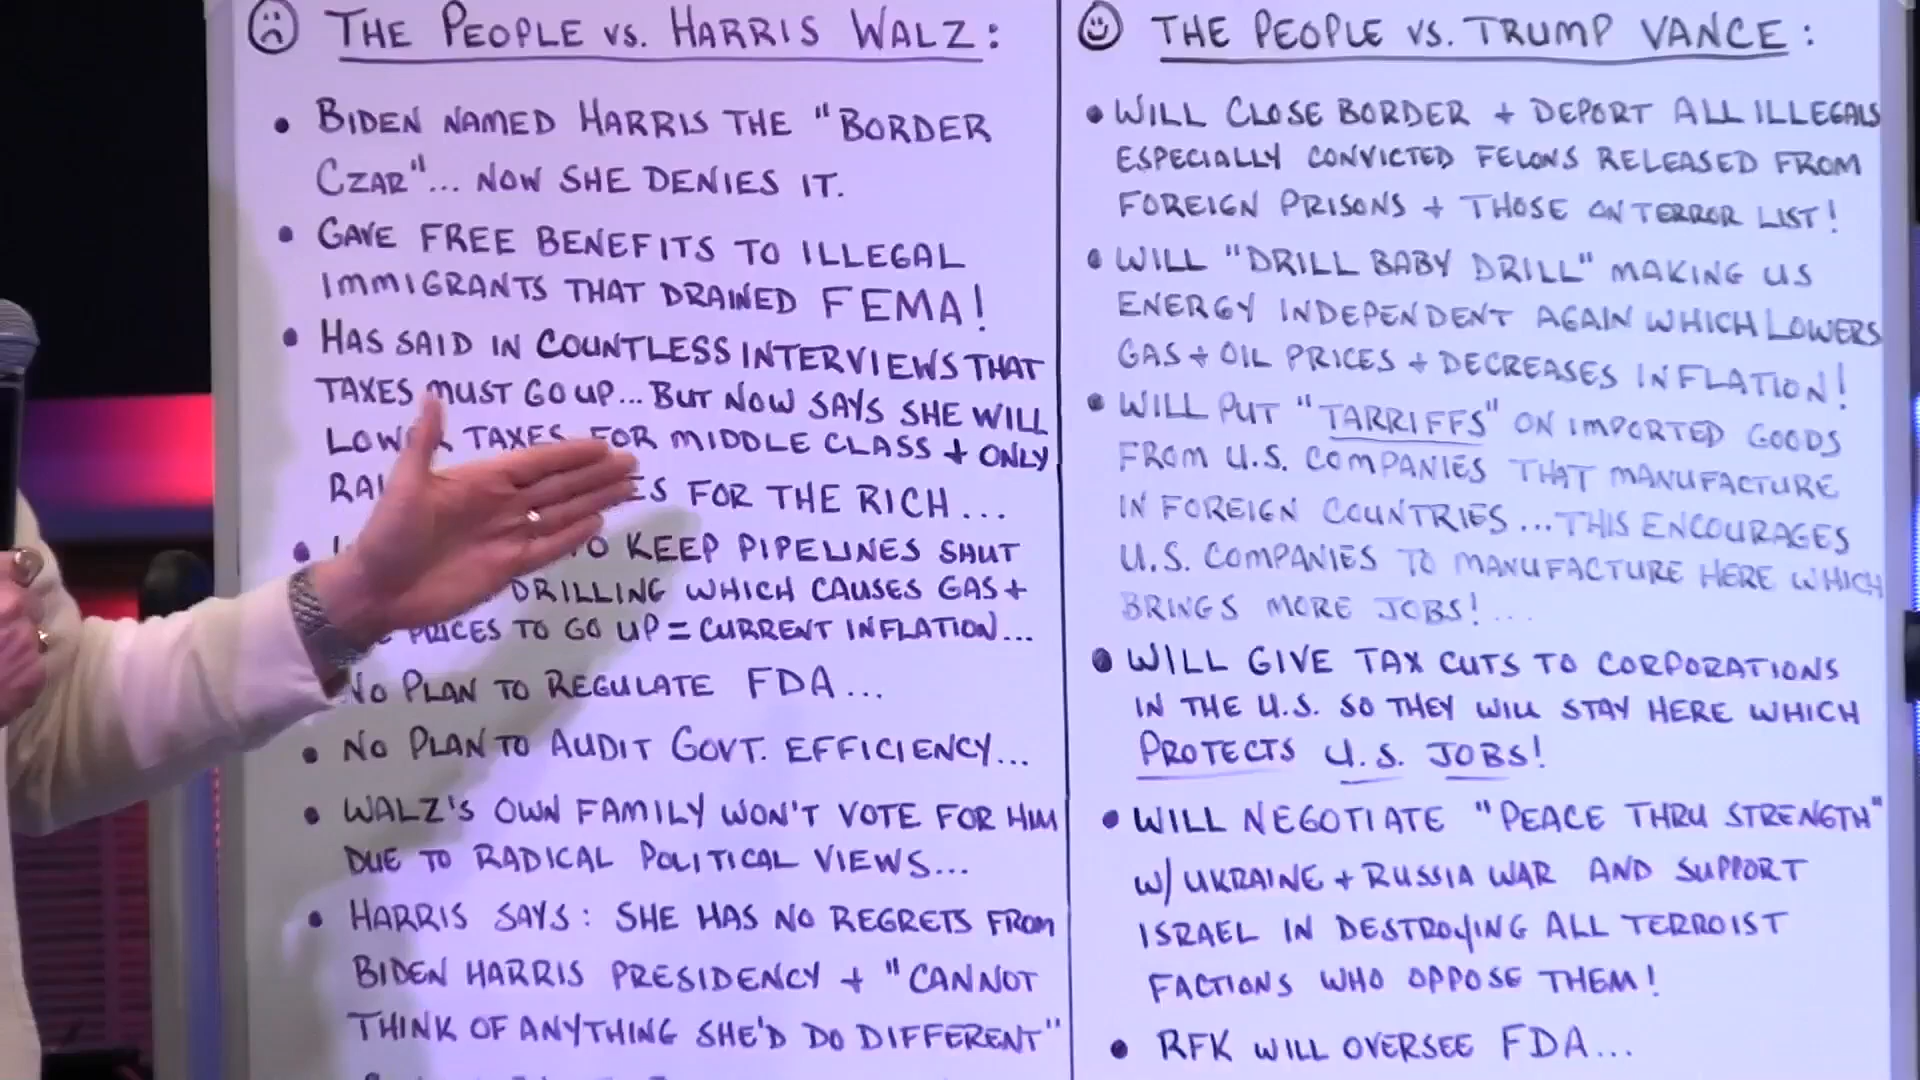 THE PEOPLE VS. HARRIS WALZ:
• BIDEN NAMED HARRIS THE "BORDER
CZAR"... NOW SHE DENIES IT.
• GAVE FREE BENEFITS TO ILLEGAL
IMMIGRANTS THAT DRAINED FEMA!
• HAS SAID IN COUNTLESS INTERVIEWS THAT
TAXES MUST GO UP... BUT NOW SAYS SHE WILL
LOWER TAXES FOR MIDDLE CLASS + ONLY
FOR THE RICH...
TO KEEP PIPELINES SHUT
DRILLING WHICH CAUSES GAS +
PRICES TO GO UP = CURRENT INFLATION...
NO PLAN TO REGULATE FDA...
• NO PLAN TO AUDIT GOVT. EFFICIENCY...
• WALZ'S OWN FAMILY WON'T VOTE FOR HIM
DUE TO RADICAL POLITICAL VIEWS...
• HARRIS SAYS: SHE HAS NO REGRETS FROM
BIDEN HARRIS PRESIDENCY + "CANNOT
THINK OF ANYTHING SHE'D DO DIFFERENT"
THE PEOPLE VS. TRUMP VANCE:
• WILL CLOSE BORDER + DEPORT ALL ILLEGALS
ESPECIALLY CONVICTED FELONS RELEASED FROM
FOREIGN PRISONS + THOSE ON TERROR LIST!
• WILL "DRILL BABY DRILL" MAKING US
ENERGY INDEPENDENT AGAIN WHICH LOWERS
GAS + OIL PRICES + DECREASES INFLATION!
• WILL PUT "TARRIFFS" ON IMPORTED GOODS
FROM U.S. COMPANIES THAT MANUFACTURE
IN FOREIGN COUNTRIES... THIS ENCOURAGES
U.S. COMPANIES TO MANUFACTURE HERE WHICH
BRINGS MORE JOBS!...
• WILL GIVE TAX CUTS TO CORPORATIONS
IN THE U.S. SO THEY WILL STAY HERE WHICH
PROTECTS U.S. JOBS!
• WILL NEGOTIATE "PEACE THRU STRENGTH"
W/ UKRAINE + RUSSIA WAR AND SUPPORT
ISRAEL IN DESTROYING ALL TERROIST
FACTIONS WHO OPPOSE THEM!
• RFK WILL OVERSEE FDA...